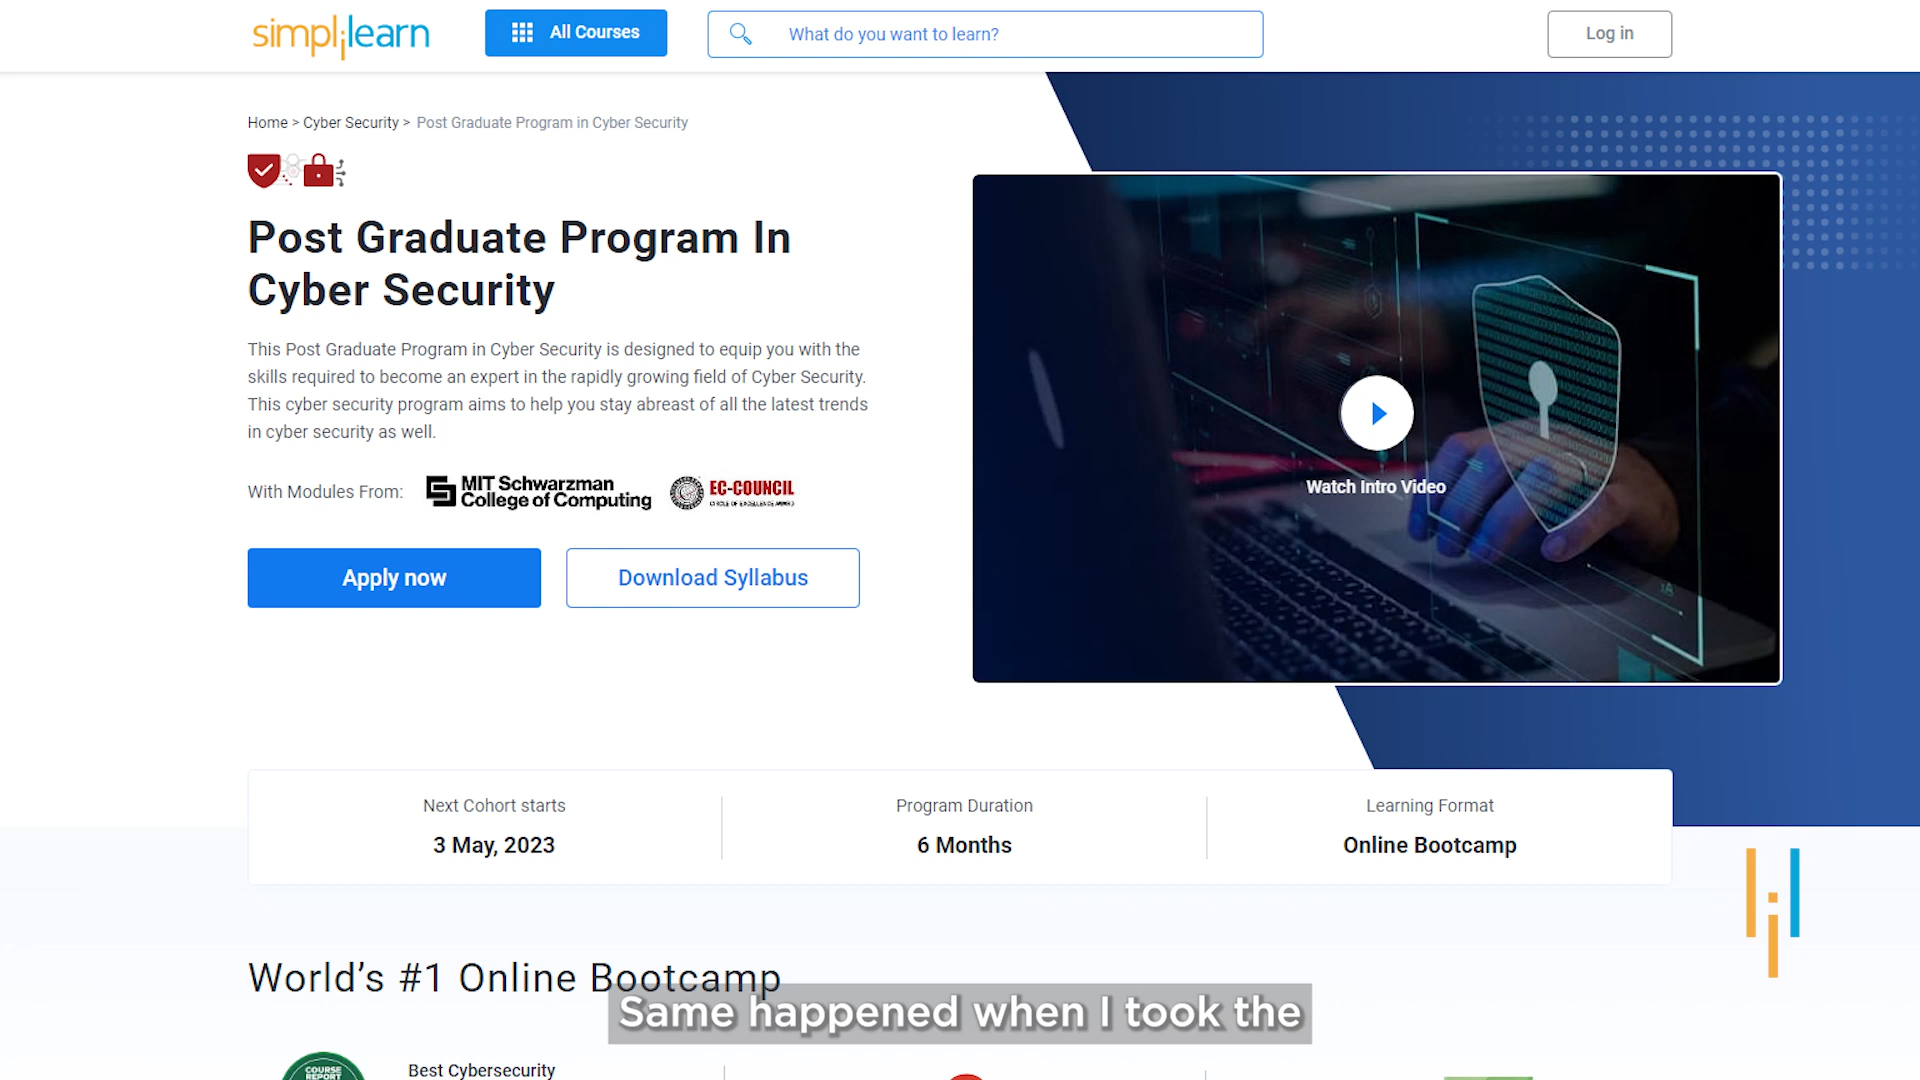 simplilearn
All Courses
What do you want to learn?
Log in
Home > Cyber Security > Post Graduate Program in Cyber Security
Post Graduate Program In
Cyber Security
This Post Graduate Program in Cyber Security is designed to equip you with the
skills required to become an expert in the rapidly growing field of Cyber Security.
This cyber security program aims to help you stay abreast of all the latest trends
in cyber security as well.
With Modules From:
MIT Schwarzman
College of Computing
EC-COUNCIL
Apply now
Download Syllabus
Watch Intro Video
Next Cohort starts
3 May, 2023
Program Duration
6 Months
Learning Format
Online Bootcamp
World's #1 Online Bootcamp
Same happened when I took the
COURSE
REPORT
Best Cybersecurity